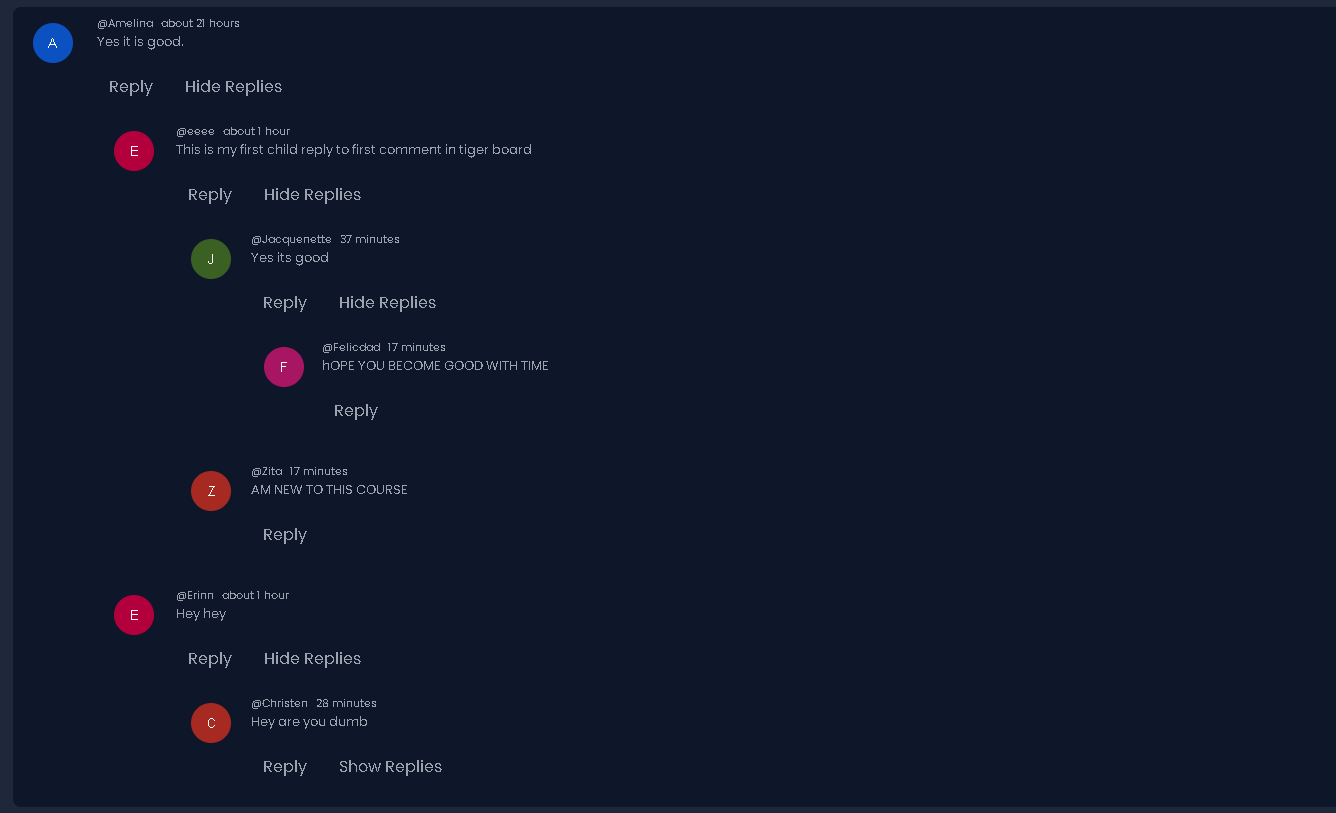 @Amelina about 21 hours
A
Yes it is good.
Reply Hide Replies
@eeee about 1 hour
E
This is my first child reply to first comment in tiger board
Reply Hide Replies
@Jacquenette 37 minutes
J
Yes its good
Reply Hide Replies
@Felicdad 17 minutes
F
hOPE YOU BECOME GOOD WITH TIME
Reply
@Zita 17 minutes
Z
AM NEW TO THIS COURSE
Reply
@Erinn about 1 hour
E
Hey hey
Reply Hide Replies
@Christen 28 minutes
C
Hey are you dumb
Reply Show Replies